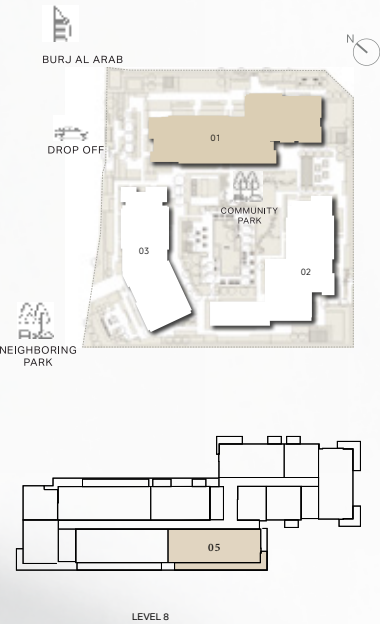 N
BURJ AL ARAB
01
DROP OFF
COMMUNITY
PARK
03
02
NEIGHBORING
PARK
05
LEVEL 8